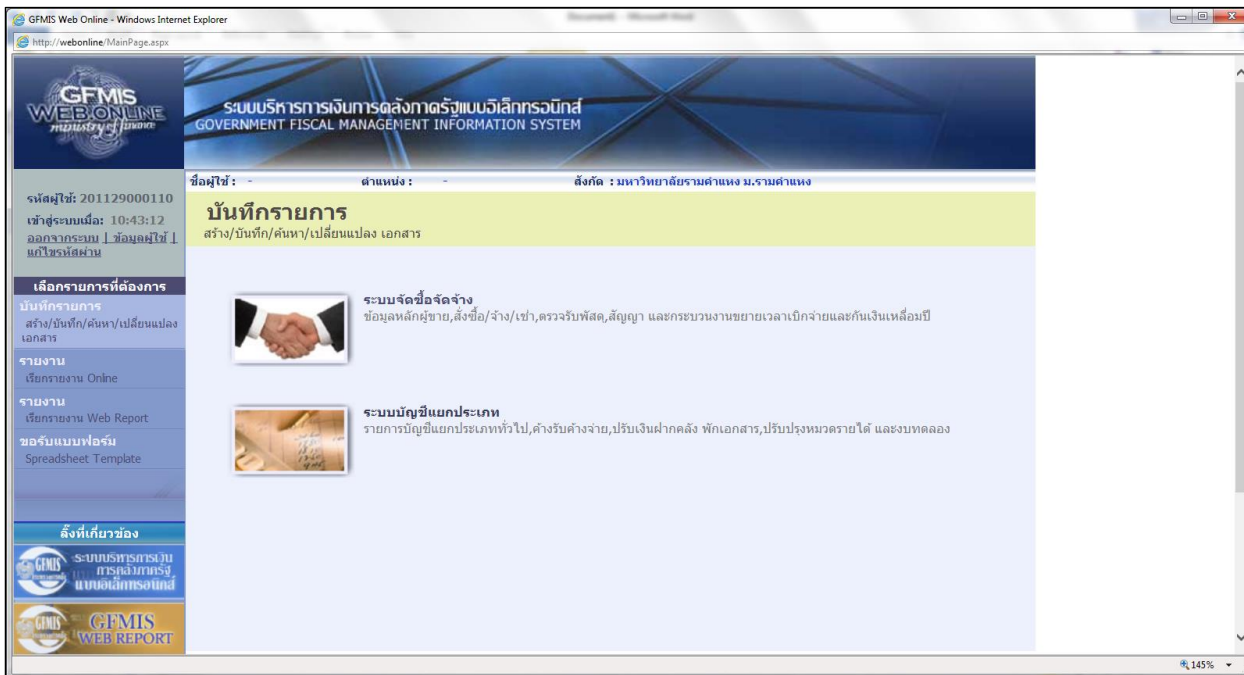 GFMIS Web Online - Windows Internet Explorer
http://webonline/MainPage.aspx
GFMIS
WEB ONLINE
ministry of finance
ระบบบริหารการเงินการคลังภาครัฐแบบอิเล็กทรอนิกส์
GOVERNMENT FISCAL MANAGEMENT INFORMATION SYSTEM
ชื่อผู้ใช้ : - ตำแหน่ง : - สังกัด : มหาวิทยาลัยรามคำแหง ม.รามคำแหง
รหัสผู้ใช้: 201129000110
เข้าสู่ระบบเมื่อ: 10:43:12
ออกจากระบบ | ข้อมูลผู้ใช้ |
แก้ไขรหัสผ่าน
บันทึกรายการ
สร้าง/บันทึก/ค้นหา/เปลี่ยนแปลง เอกสาร
เลือกรายการที่ต้องการ
บันทึกรายการ
สร้าง/บันทึก/ค้นหา/เปลี่ยนแปลง
เอกสาร
รายงาน
เรียกรายงาน Online
รายงาน
เรียกรายงาน Web Report
ขอรับแบบฟอร์ม
Spreadsheet Template
ระบบจัดซื้อจัดจ้าง
ข้อมูลหลักผู้ขาย,สั่งซื้อ/จ้าง/เช่า,ตรวจรับพัสดุ,สัญญา และกระบวนงานขยายเวลาเบิกจ่ายและกันเงินเหลื่อมปี
ระบบบัญชีแยกประเภท
รายการบัญชีแยกประเภททั่วไป,ค้างรับค้างจ่าย,ปรับเงินฝากคลัง พักเอกสาร,ปรับปรุงหมวดรายได้ และงบทดลอง
ลิ๊งที่เกี่ยวข้อง
GFMIS
ระบบบริหารการเงิน
การคลังภาครัฐ
แบบอิเล็กทรอนิกส์
GFMIS
GFMIS
WEB REPORT
145%